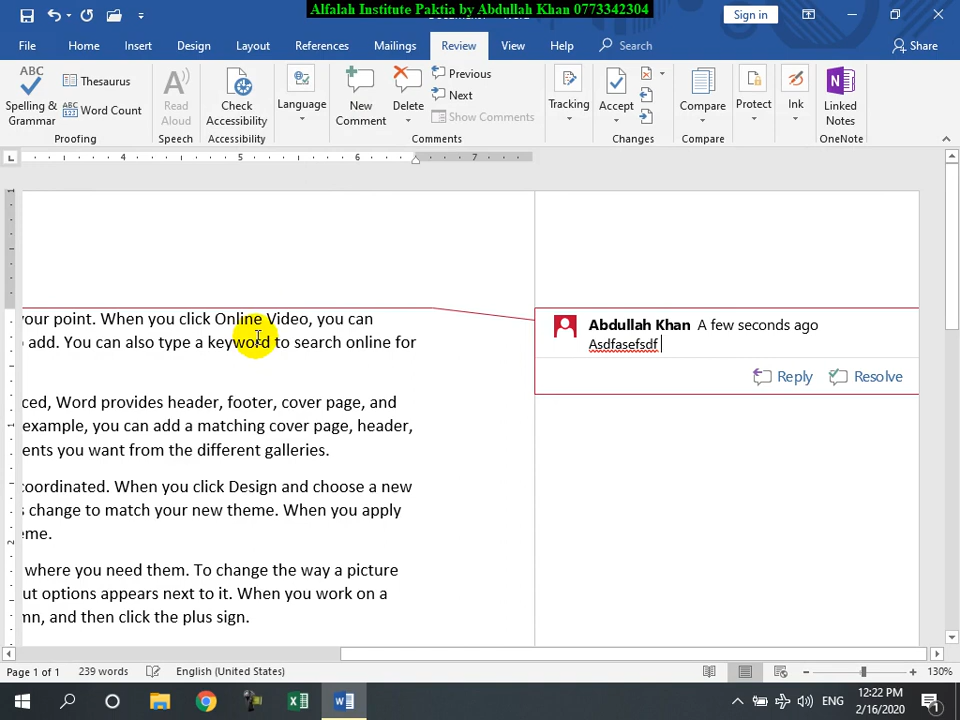 Alfalah Institute Paktia by Abdullah Khan 0773342304
Sign in
File Home Insert Design Layout References Mailings Review View Help Search Share
ABC
Spelling & Grammar
Thesaurus
ABC
123
Word Count
Proofing
Read Aloud
Speech
Check Accessibility
Accessibility
Language
New Comment
Delete
Previous
Next
Show Comments
Comments
Tracking
Accept
Changes
Compare
Compare
Protect
Ink
Linked Notes
OneNote
4 5 6 7
your point. When you click Online Video, you can
add. You can also type a keyword to search online for
ced, Word provides header, footer, cover page, and
example, you can add a matching cover page, header,
ents you want from the different galleries.
coordinated. When you click Design and choose a new
s change to match your new theme. When you apply
eme.
where you need them. To change the way a picture
ut options appears next to it. When you work on a
mn, and then click the plus sign.
Abdullah Khan A few seconds ago
Asdfasefsdf
Reply Resolve
Page 1 of 1 239 words English (United States) 130%
ENG 12:22 PM
2/16/2020